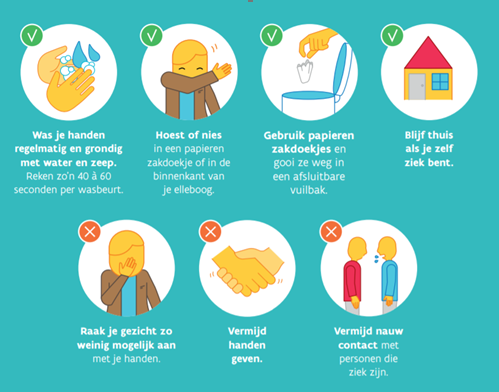 Was je handen
regelmatig en grondig
met water en zeep.
Reken zo'n 40 à 60
seconden per wasbeurt.
Hoest of nies
in een papieren
zakdoekje of in de
binnenkant van
je elleboog.
Gebruik papieren
zakdoekjes en
gooi ze weg in
een afsluitbare
vuilbak.
Blijf thuis
als je zelf
ziek bent.
Raak je gezicht zo
weinig mogelijk aan
met je handen.
Vermijd
handen
geven.
Vermijd nauw
contact met
personen die
ziek zijn.